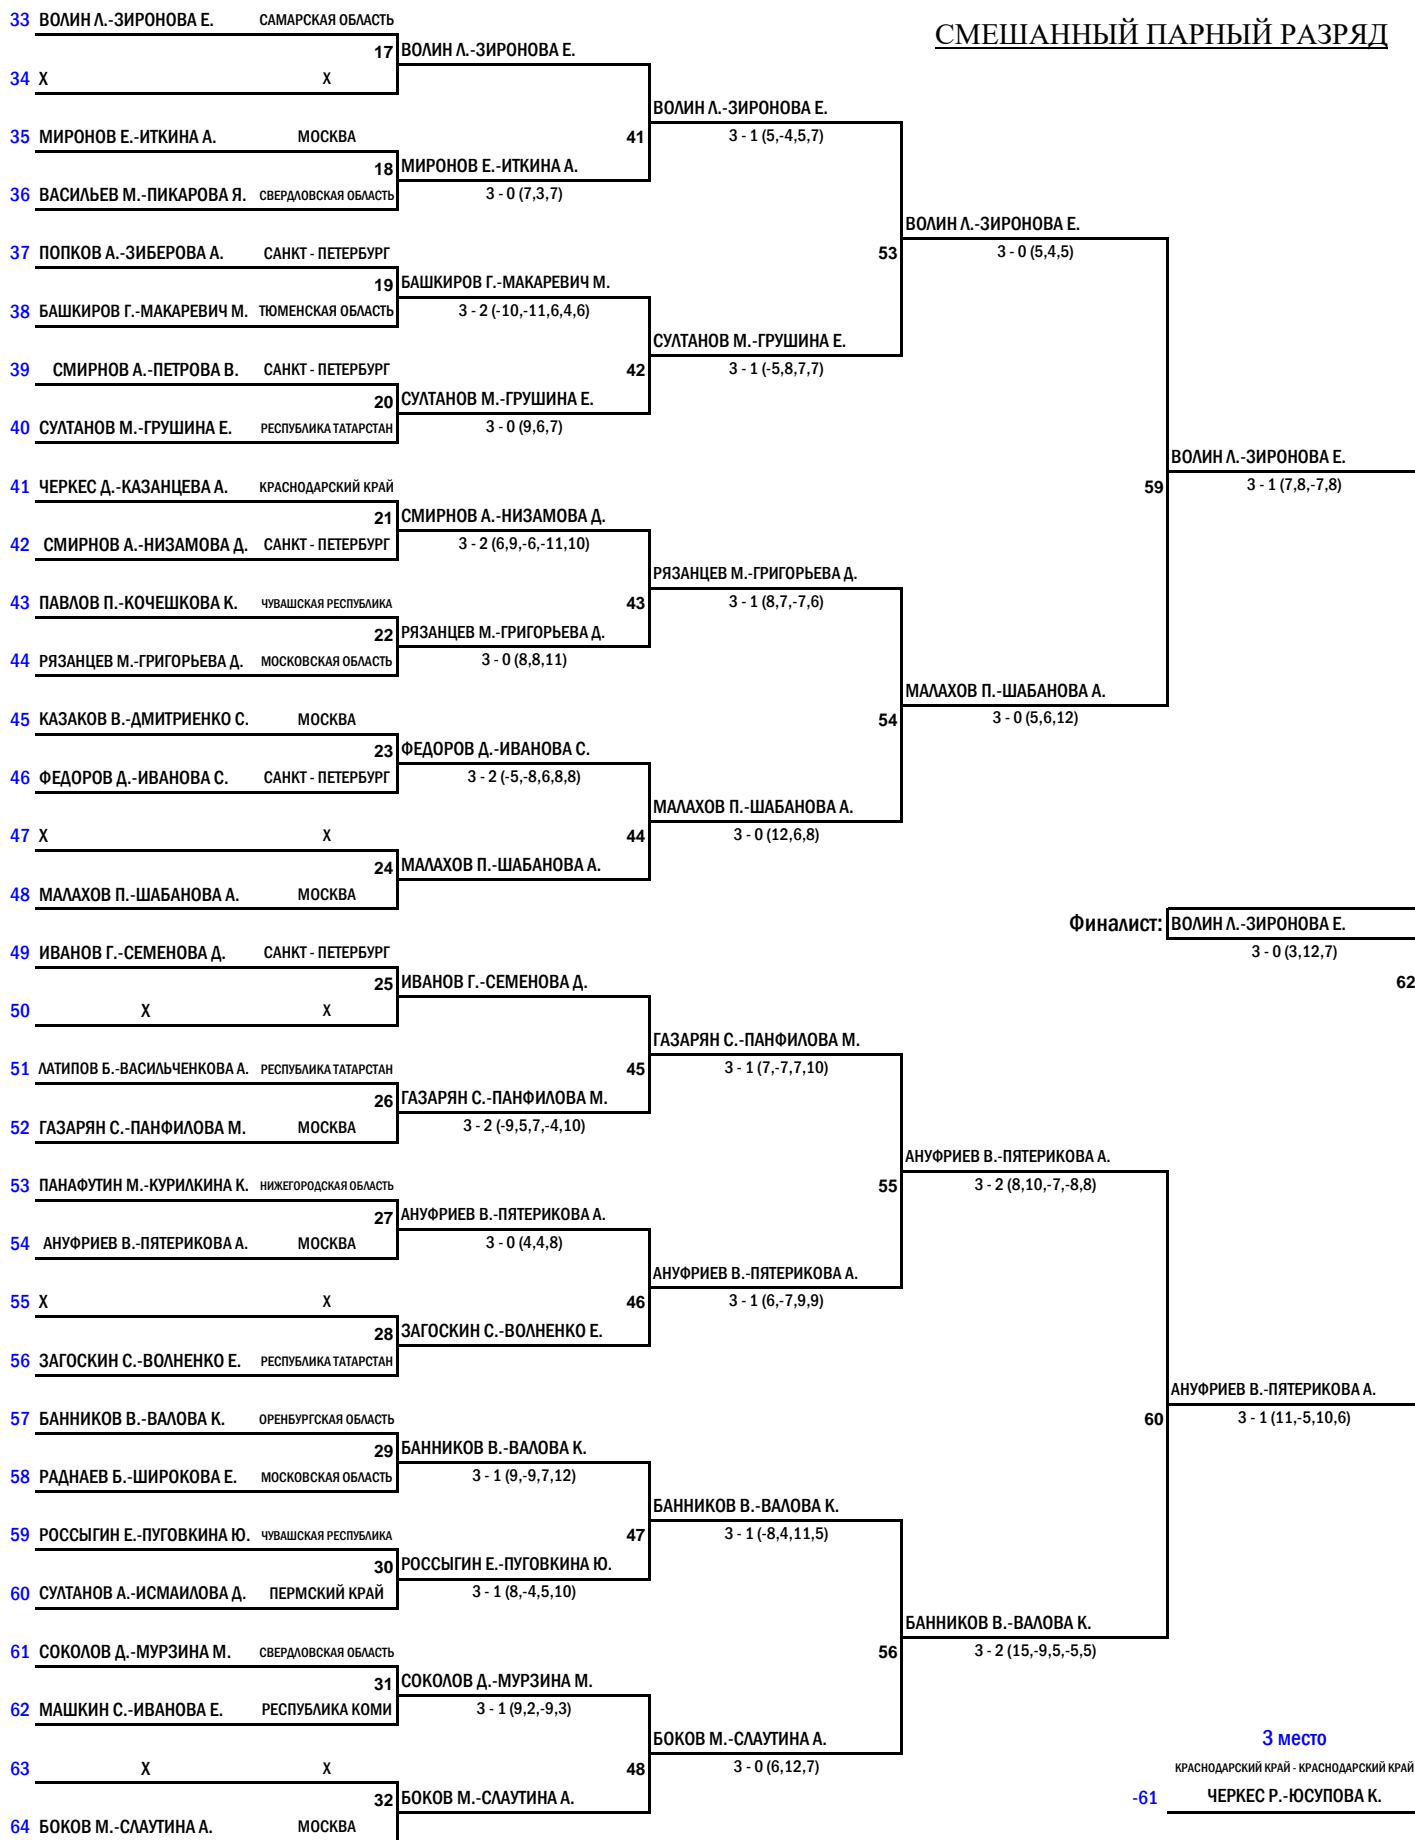 33 ВОЛИН Л.-ЗИРОНОВА Е. САМАРСКАЯ ОБЛАСТЬ
СМЕШАННЫЙ ПАРНЫЙ РАЗРЯД
17 ВОЛИН Л.-ЗИРОНОВА Е.
34 X X
ВОЛИН Л.-ЗИРОНОВА Е.
35 МИРОНОВ Е.-ИТКИНА А. МОСКВА 41 3 - 1 (5,-4,5,7)
18 МИРОНОВ Е.-ИТКИНА А.
36 ВАСИЛЬЕВ М.-ПИКАРОВА Я. СВЕРДЛОВСКАЯ ОБЛАСТЬ 3 - 0 (7,3,7)
ВОЛИН Л.-ЗИРОНОВА Е.
37 ПОПКОВ А.-ЗИБЕРОВА А. САНКТ - ПЕТЕРБУРГ 53 3 - 0 (5,4,5)
19 БАШКИРОВ Г.-МАКАРЕВИЧ М.
38 БАШКИРОВ Г.-МАКАРЕВИЧ М. ТЮМЕНСКАЯ ОБЛАСТЬ 3 - 2 (-10,-11,6,4,6)
СУЛТАНОВ М.-ГРУШИНА Е.
39 СМИРНОВ А.-ПЕТРОВА В. САНКТ - ПЕТЕРБУРГ 42 3 - 1 (-5,8,7,7)
20 СУЛТАНОВ М.-ГРУШИНА Е.
40 СУЛТАНОВ М.-ГРУШИНА Е. РЕСПУБЛИКА ТАТАРСТАН 3 - 0 (9,6,7)
ВОЛИН Л.-ЗИРОНОВА Е.
41 ЧЕРКЕС Д.-КАЗАНЦЕВА А. КРАСНОДАРСКИЙ КРАЙ 59 3 - 1 (7,8,-7,8)
21 СМИРНОВ А.-НИЗАМОВА Д.
42 СМИРНОВ А.-НИЗАМОВА Д. САНКТ - ПЕТЕРБУРГ 3 - 2 (6,9,-6,-11,10)
РЯЗАНЦЕВ М.-ГРИГОРЬЕВА Д.
43 ПАВЛОВ П.-КОЧЕШКОВА К. ЧУВАШСКАЯ РЕСПУБЛИКА 43 3 - 1 (8,7,-7,6)
22 РЯЗАНЦЕВ М.-ГРИГОРЬЕВА Д.
44 РЯЗАНЦЕВ М.-ГРИГОРЬЕВА Д. МОСКОВСКАЯ ОБЛАСТЬ 3 - 0 (8,8,11)
МАЛАХОВ П.-ШАБАНОВА А.
45 КАЗАКОВ В.-ДМИТРИЕНКО С. МОСКВА 54 3 - 0 (5,6,12)
23 ФЕДОРОВ Д.-ИВАНОВА С.
46 ФЕДОРОВ Д.-ИВАНОВА С. САНКТ - ПЕТЕРБУРГ 3 - 2 (-5,-8,6,8,8)
МАЛАХОВ П.-ШАБАНОВА А.
47 X X 44 3 - 0 (12,6,8)
24 МАЛАХОВ П.-ШАБАНОВА А.
48 МАЛАХОВ П.-ШАБАНОВА А. МОСКВА
Финалист: ВОЛИН Л.-ЗИРОНОВА Е.
49 ИВАНОВ Г.-СЕМЕНОВА Д. САНКТ - ПЕТЕРБУРГ 3 - 0 (3,12,7)
25 ИВАНОВ Г.-СЕМЕНОВА Д. 62
50 X X
ГАЗАРЯН С.-ПАНФИЛОВА М.
51 ЛАТИПОВ Б.-ВАСИЛЬЧЕНКОВА А. РЕСПУБЛИКА ТАТАРСТАН 45 3 - 1 (7,-7,7,10)
26 ГАЗАРЯН С.-ПАНФИЛОВА М.
52 ГАЗАРЯН С.-ПАНФИЛОВА М. МОСКВА 3 - 2 (-9,5,7,-4,10)
АНУФРИЕВ В.-ПЯТЕРИКОВА А.
53 ПАНАФУТИН М.-КУРИЛКИНА К. НИЖЕГОРОДСКАЯ ОБЛАСТЬ 55 3 - 2 (8,10,-7,-8,8)
27 АНУФРИЕВ В.-ПЯТЕРИКОВА А.
54 АНУФРИЕВ В.-ПЯТЕРИКОВА А. МОСКВА 3 - 0 (4,4,8)
АНУФРИЕВ В.-ПЯТЕРИКОВА А.
55 X X 46 3 - 1 (6,-7,9,9)
28 ЗАГОСКИН С.-ВОЛНЕНКО Е.
56 ЗАГОСКИН С.-ВОЛНЕНКО Е. РЕСПУБЛИКА ТАТАРСТАН
АНУФРИЕВ В.-ПЯТЕРИКОВА А.
57 БАННИКОВ В.-ВАЛОВА К. ОРЕНБУРГСКАЯ ОБЛАСТЬ 60 3 - 1 (11,-5,10,6)
29 БАННИКОВ В.-ВАЛОВА К.
58 РАДНАЕВ Б.-ШИРОКОВА Е. МОСКОВСКАЯ ОБЛАСТЬ 3 - 1 (9,-9,7,12)
БАННИКОВ В.-ВАЛОВА К.
59 РОССЫГИН Е.-ПУГОВКИНА Ю. ЧУВАШСКАЯ РЕСПУБЛИКА 47 3 - 1 (-8,4,11,5)
30 РОССЫГИН Е.-ПУГОВКИНА Ю.
60 СУЛТАНОВ А.-ИСМАИЛОВА Д. ПЕРМСКИЙ КРАЙ 3 - 1 (8,-4,5,10)
БАННИКОВ В.-ВАЛОВА К.
61 СОКОЛОВ Д.-МУРЗИНА М. СВЕРДЛОВСКАЯ ОБЛАСТЬ 56 3 - 2 (15,-9,5,-5,5)
31 СОКОЛОВ Д.-МУРЗИНА М.
62 МАШКИН С.-ИВАНОВА Е. РЕСПУБЛИКА КОМИ 3 - 1 (9,2,-9,3)
БОКОВ М.-СЛАУТИНА А. 3 место
63 X X 48 3 - 0 (6,12,7) КРАСНОДАРСКИЙ КРАЙ - КРАСНОДАРСКИЙ КРАЙ
32 БОКОВ М.-СЛАУТИНА А. -61 ЧЕРКЕС Р.-ЮСУПОВА К.
64 БОКОВ М.-СЛАУТИНА А. МОСКВА